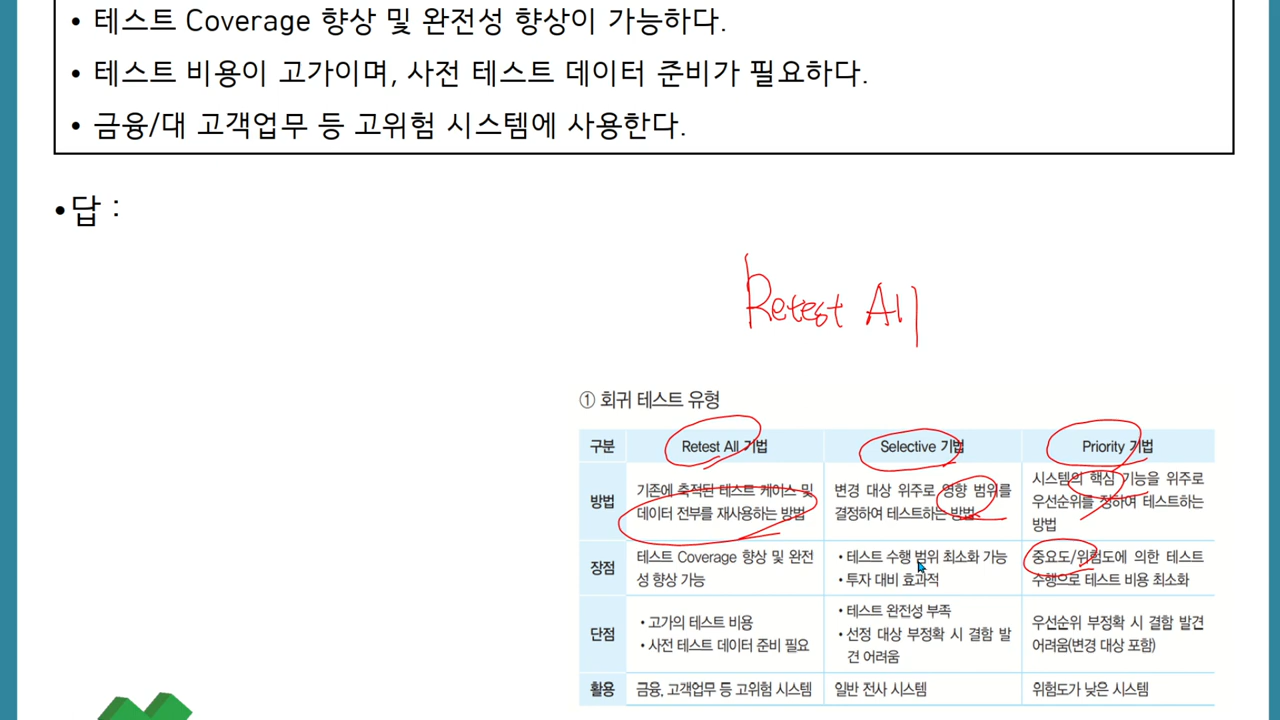 • 테스트 Coverage 향상 및 완전성 향상이 가능하다.
• 테스트 비용이 고가이며, 사전 테스트 데이터 준비가 필요하다.
• 금융/대 고객업무 등 고위험 시스템에 사용한다.
•답 :
Retest All
① 회귀 테스트 유형
구분 Retest All 기법 Selective 기법 Priority 기법
방법
기존에 축적된 테스트 케이스 및
데이터 전부를 재사용하는 방법
변경 대상 위주로 영향 범위를
결정하여 테스트하는 방법
시스템의 핵심 기능을 위주로
우선순위를 정하여 테스트하는
방법
장점
테스트 Coverage 향상 및 완전
성 향상 가능
• 테스트 수행 범위 최소화 가능
• 투자 대비 효과적
중요도/위험도에 의한 테스트
수행으로 테스트 비용 최소화
단점
• 고가의 테스트 비용
• 사전 테스트 데이터 준비 필요
• 테스트 완전성 부족
• 선정 대상 부정확 시 결함 발
견 어려움
우선순위 부정확 시 결함 발견
어려움(변경 대상 포함)
활용 금융, 고객업무 등 고위험 시스템 일반 전사 시스템 위험도가 낮은 시스템